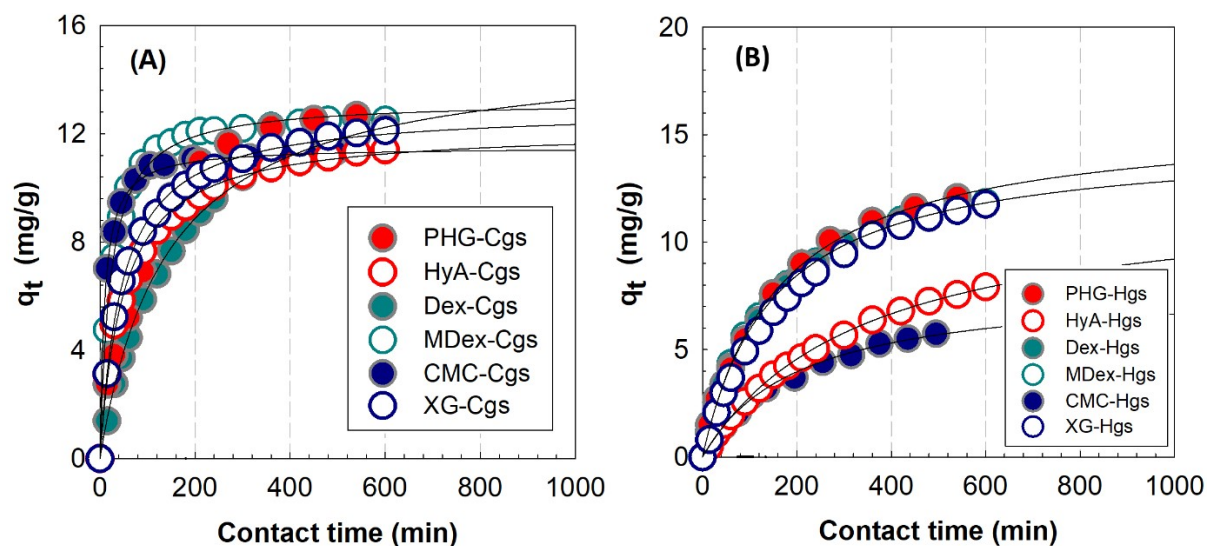 (A)
16
12
8
4
0
qt (mg/g)
PHG-Cgs
HyA-Cgs
Dex-Cgs
MDex-Cgs
CMC-Cgs
XG-Cgs
0 200 400 600 800 1000
Contact time (min)
(B)
20
15
10
5
0
qt (mg/g)
PHG-Hgs
HyA-Hgs
Dex-Hgs
MDex-Hgs
CMC-Hgs
XG-Hgs
0 200 400 600 800 1000
Contact time (min)